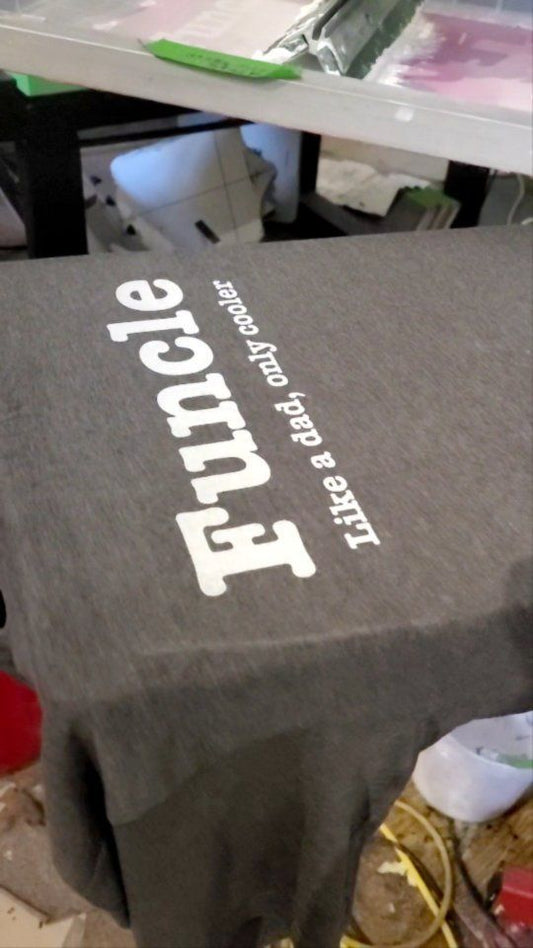 Funcle
Like a dad, only cooler